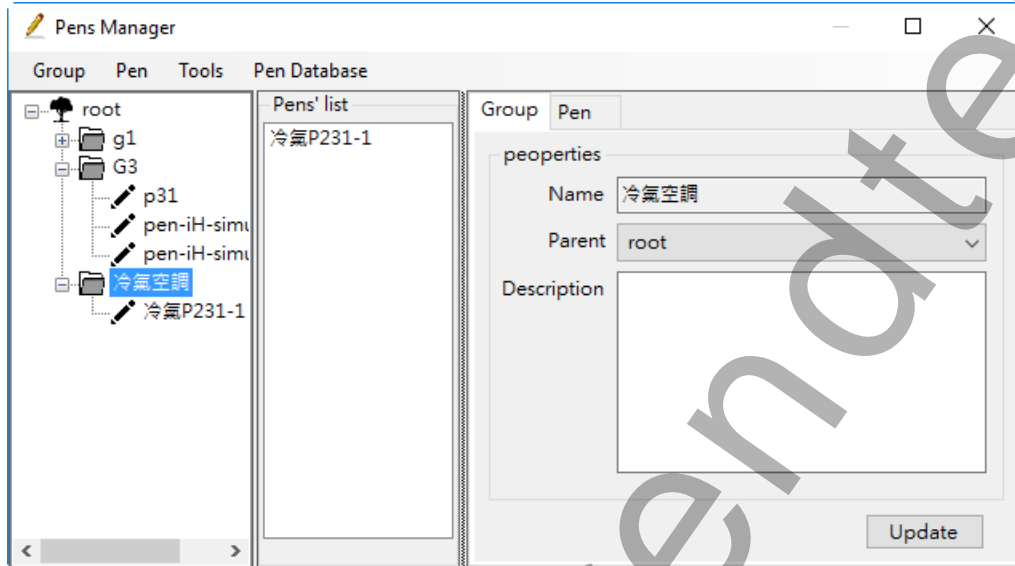 Pens Manager
Group Pen Tools Pen Database
root
g1
G3
p31
pen-iH-simu
pen-iH-simu
冷氣空調
冷氣P231-1
Pens' list
冷氣P231-1
Group Pen
peoperties
Name 冷氣空調
Parent root
Description
Update
endte